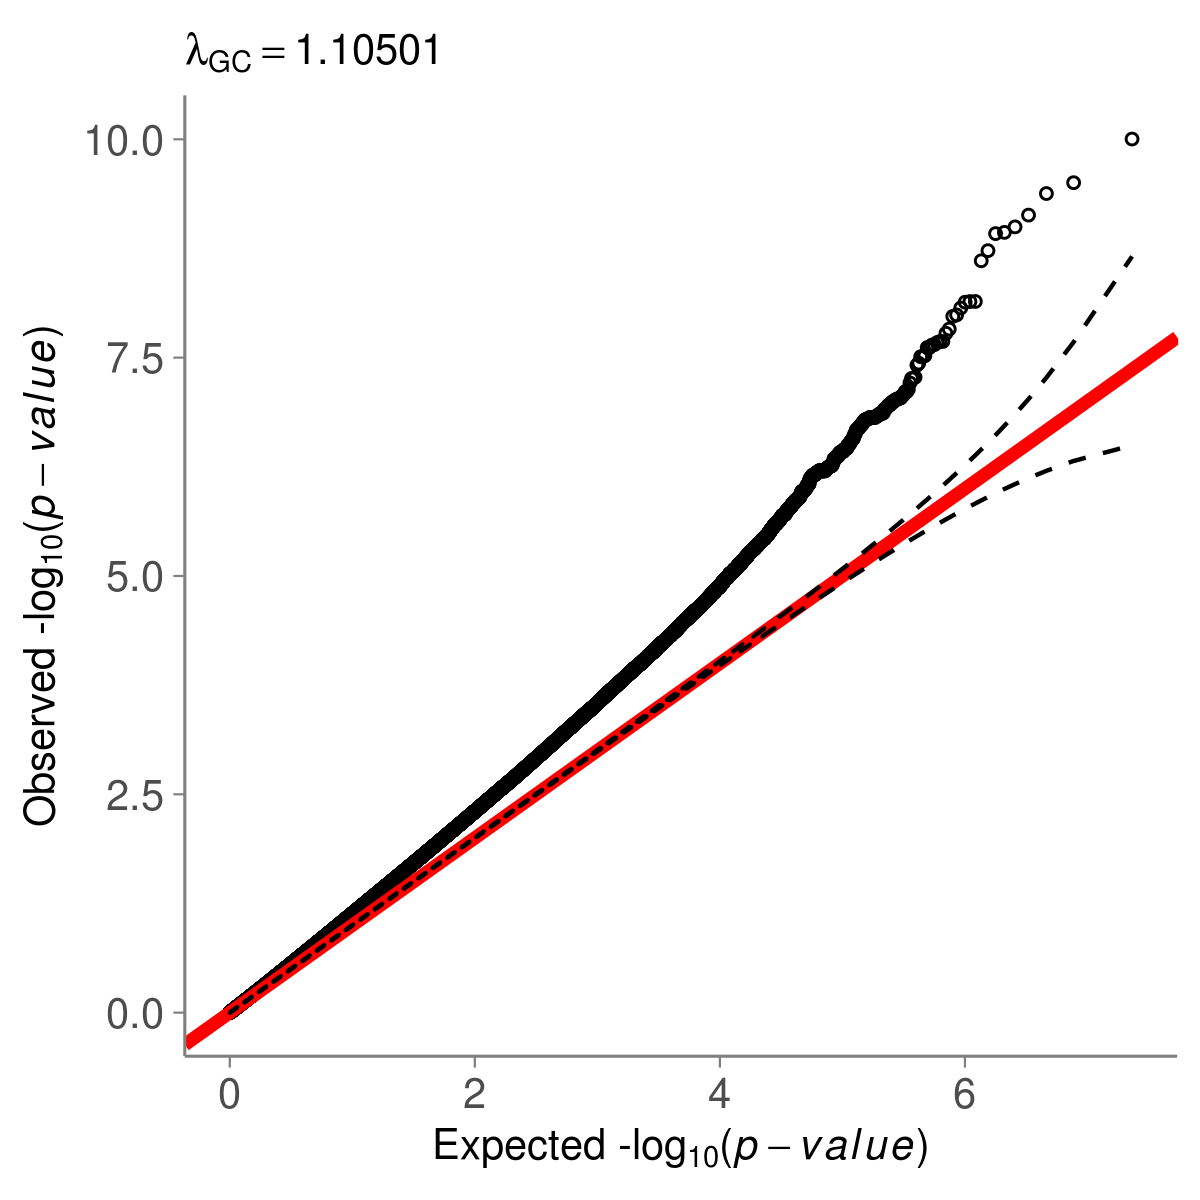 λGC = 1.10501
10.0
7.5
5.0
2.5
0.0
Observed -log10(p − value)
0 2 4 6
Expected -log10(p − value)